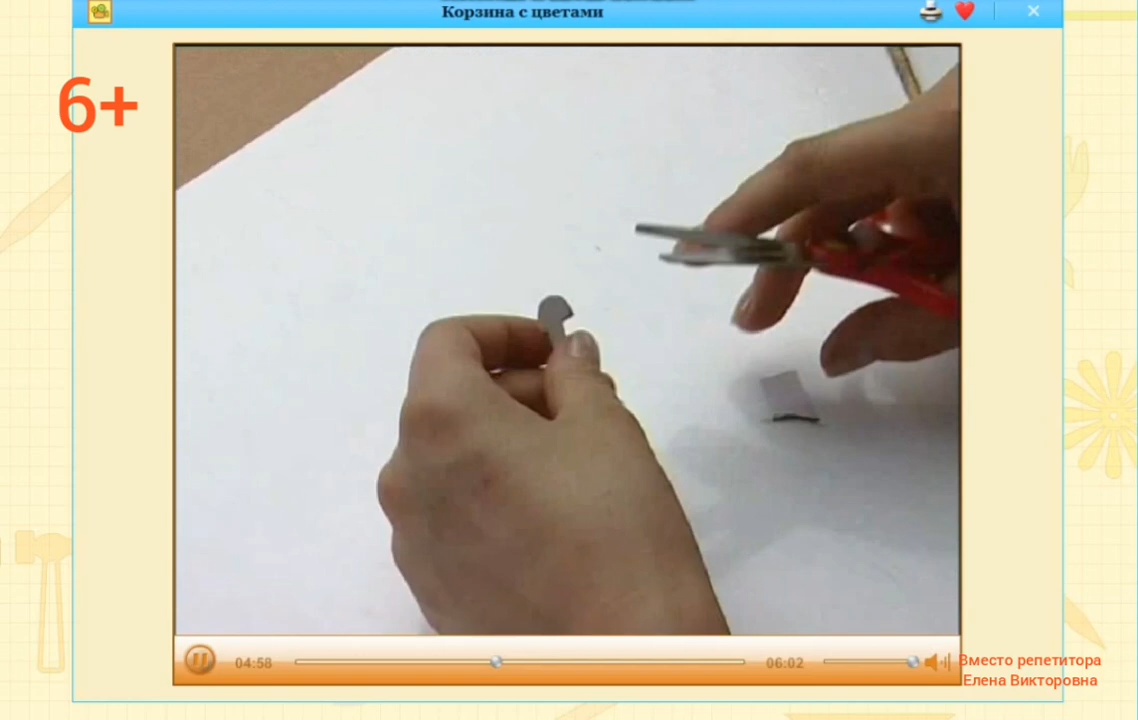 Корзина с цветами
6+
04:58
06:02
Вместо репетитора
Елена Викторовна